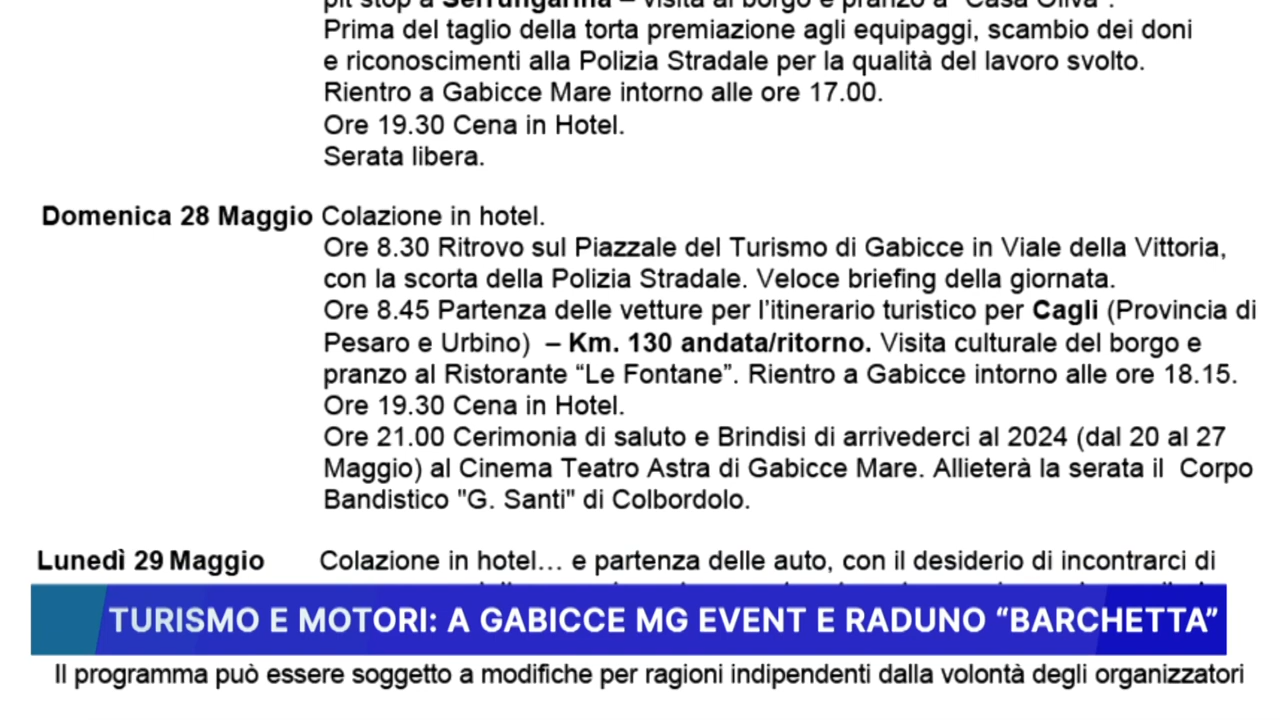 pit stop a Serrungarina – visita al borgo e pranzo a "Casa Oliva".
Prima del taglio della torta premiazione agli equipaggi, scambio dei doni
e riconoscimenti alla Polizia Stradale per la qualità del lavoro svolto.
Rientro a Gabicce Mare intorno alle ore 17.00.
Ore 19.30 Cena in Hotel.
Serata libera.
Domenica 28 Maggio Colazione in hotel.
Ore 8.30 Ritrovo sul Piazzale del Turismo di Gabicce in Viale della Vittoria,
con la scorta della Polizia Stradale. Veloce briefing della giornata.
Ore 8.45 Partenza delle vetture per l'itinerario turistico per Cagli (Provincia di
Pesaro e Urbino) – Km. 130 andata/ritorno. Visita culturale del borgo e
pranzo al Ristorante “Le Fontane”. Rientro a Gabicce intorno alle ore 18.15.
Ore 19.30 Cena in Hotel.
Ore 21.00 Cerimonia di saluto e Brindisi di arrivederci al 2024 (dal 20 al 27
Maggio) al Cinema Teatro Astra di Gabicce Mare. Allieterà la serata il Corpo
Bandistico "G. Santi" di Colbordolo.
Lunedì 29 Maggio Colazione in hotel… e partenza delle auto, con il desiderio di incontrarci di
TURISMO E MOTORI: A GABICCE MG EVENT E RADUNO “BARCHETTA”
Il programma può essere soggetto a modifiche per ragioni indipendenti dalla volontà degli organizzatori